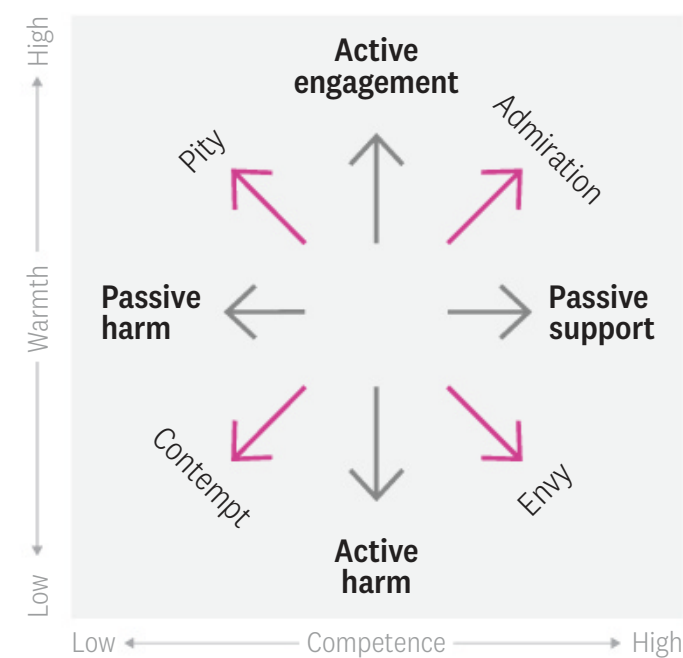 High
Active
engagement
Pity
Admiration
Warmth
Passive
harm
Passive
support
Contempt
Envy
Active
harm
Low
Low
Competence
High